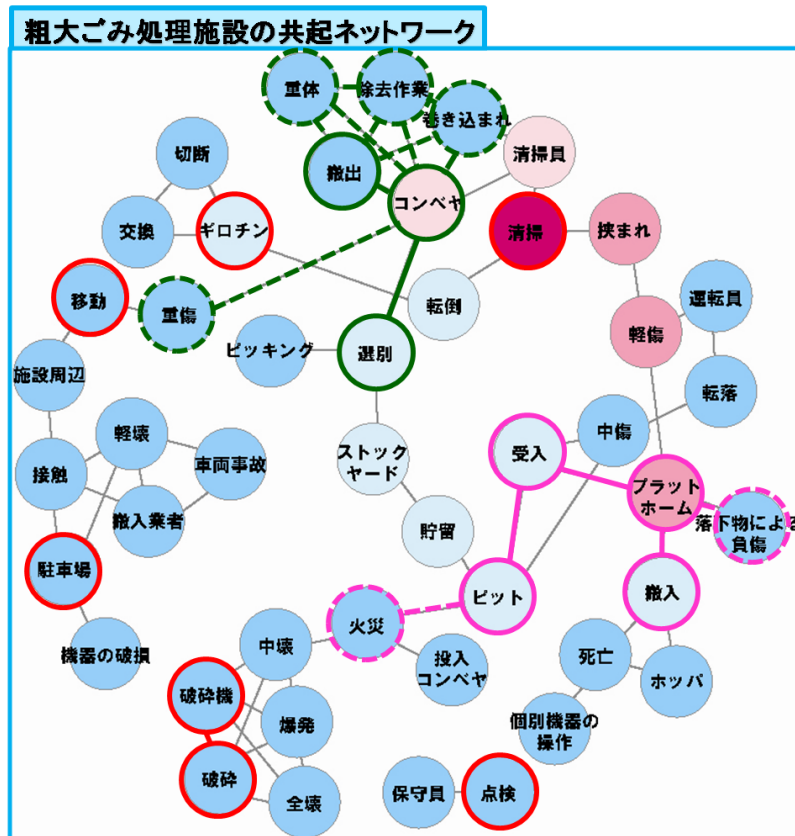 粗大ごみ処理施設の共起ネットワーク
重体
除去作業
巻き込まれ
清掃員
切断
搬出
コンベヤ
交換
ギロチン
清掃
挟まれ
移動
重傷
転倒
運転員
軽傷
ピッキング
選別
施設周辺
転落
軽壊
中傷
ストック
ヤード
受入
接触
車両事故
プラット
ホーム
搬入業者
落下物による
負傷
貯留
駐車場
ピット
搬入
火災
機器の破損
中壊
投入
コンベヤ
死亡
ホッパ
破砕機
爆発
個別機器の
操作
破砕
全壊
保守員
点検